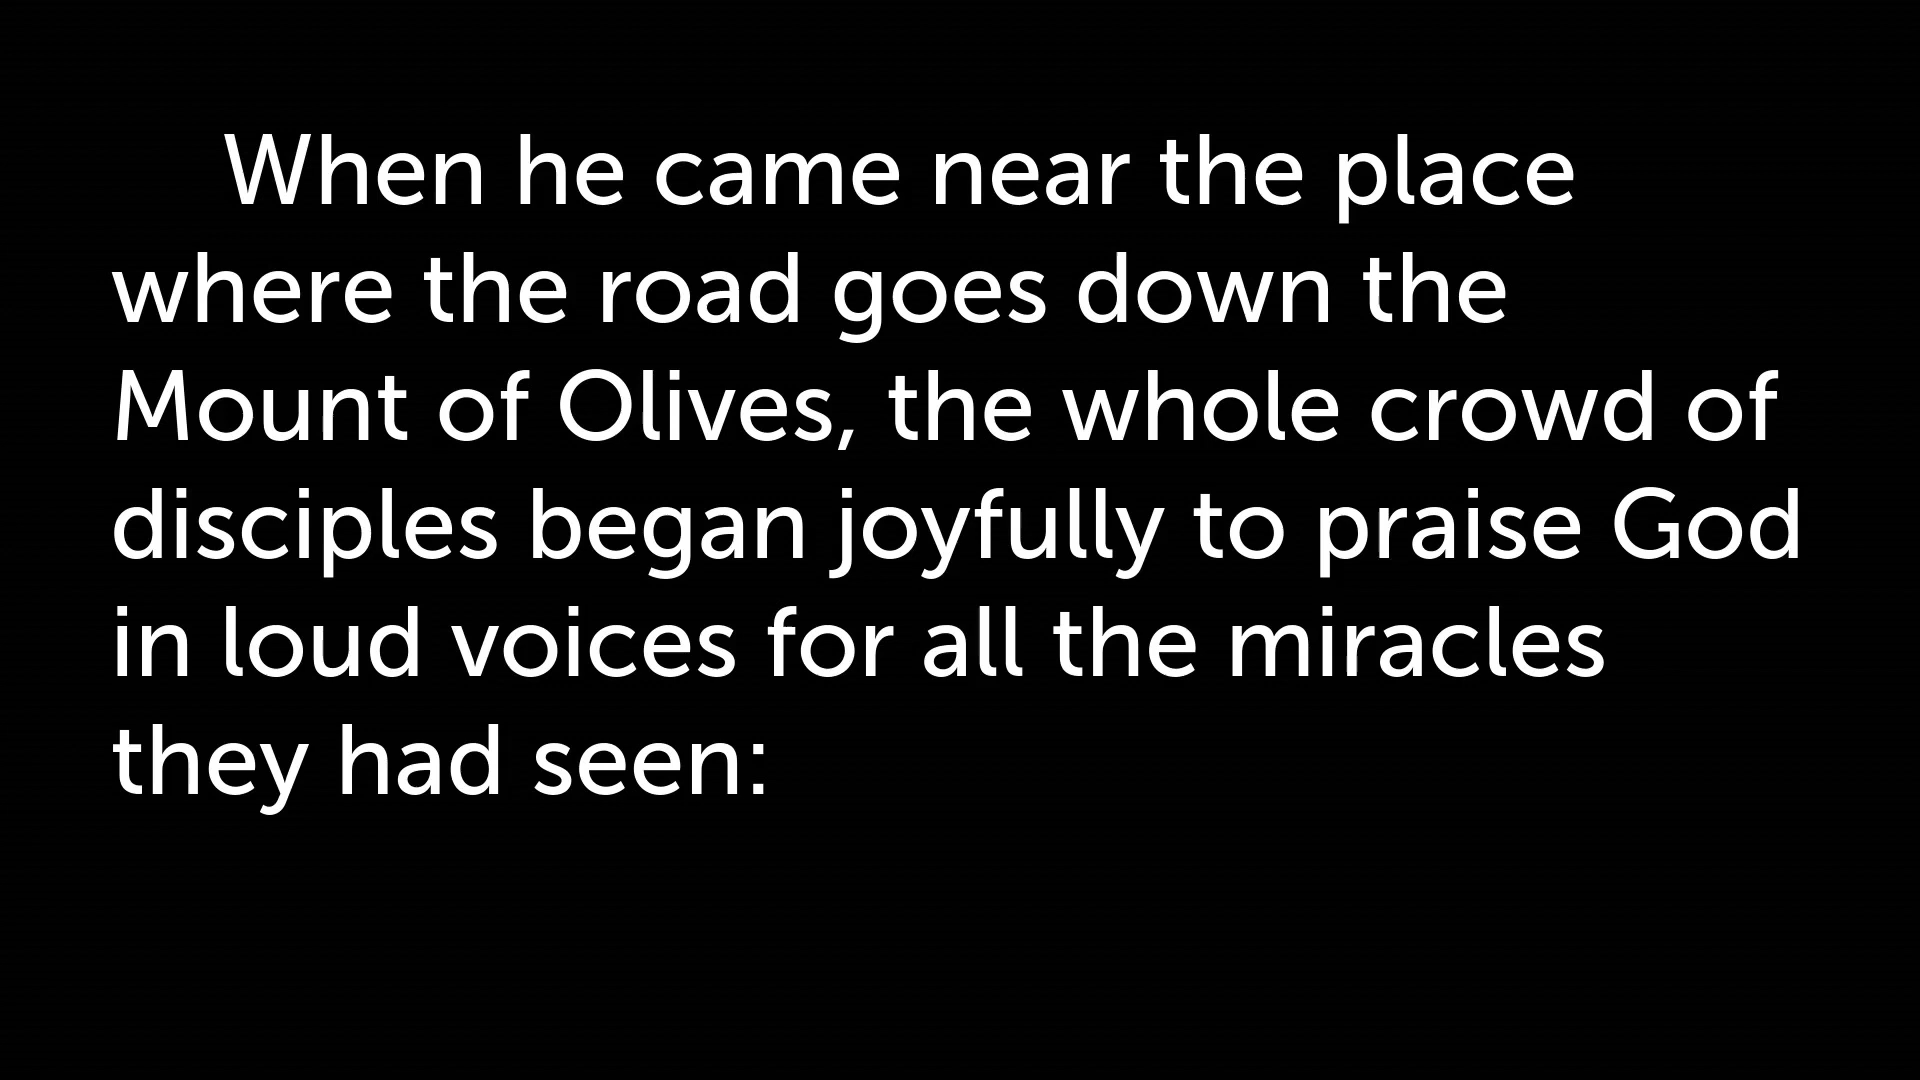 When he came near the place
where the road goes down the
Mount of Olives, the whole crowd of
disciples began joyfully to praise God
in loud voices for all the miracles
they had seen: